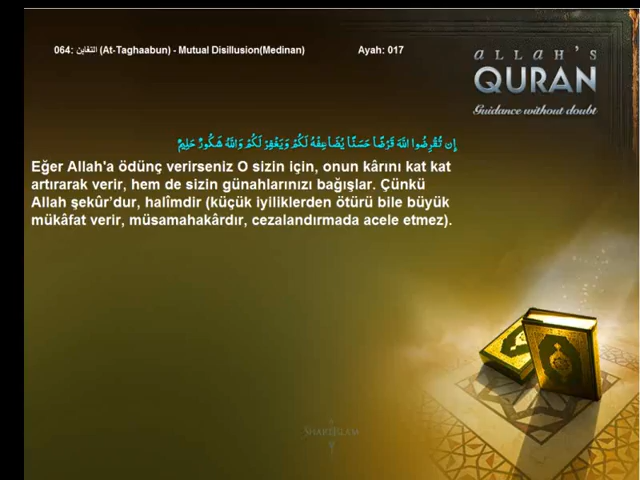 064: التغابن (At-Taghaabun) - Mutual Disillusion(Medinan) Ayah: 017
ALLAH'S
QURAN
Guidance without doubt
إِن تُقْرِضُوا اللَّهَ قَرْضًا حَسَنًا يُضَاعِفْهُ لَكُمْ وَيَغْفِرْ لَكُمْ وَاللَّهُ شَكُورٌ حَلِيمٌ
Eğer Allah'a ödünç verirseniz O sizin için, onun kârını kat kat
artırarak verir, hem de sizin günahlarınızı bağışlar. Çünkü
Allah şekûr’dur, halîmdir (küçük iyiliklerden ötürü bile büyük
mükâfat verir, müsamahakârdır, cezalandırmada acele etmez).
SHAREISLAM